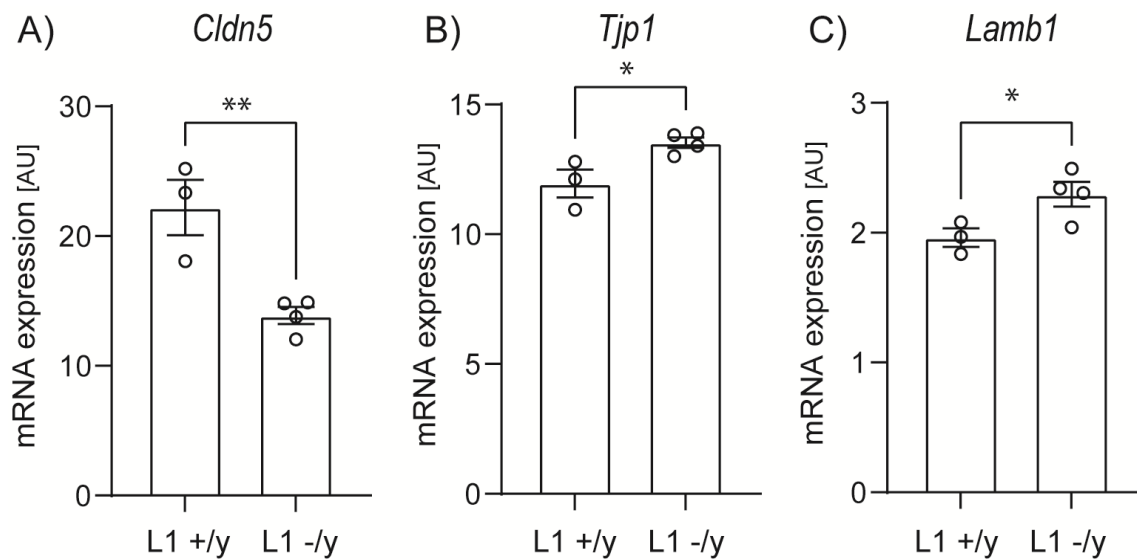 A) Cldn5
mRNA expression [AU]
30
20
10
0
**
L1 +/y L1 -/y
B) Tjp1
mRNA expression [AU]
15
10
5
0
*
L1 +/y L1 -/y
C) Lamb1
mRNA expression [AU]
3
2
1
0
*
L1 +/y L1 -/y